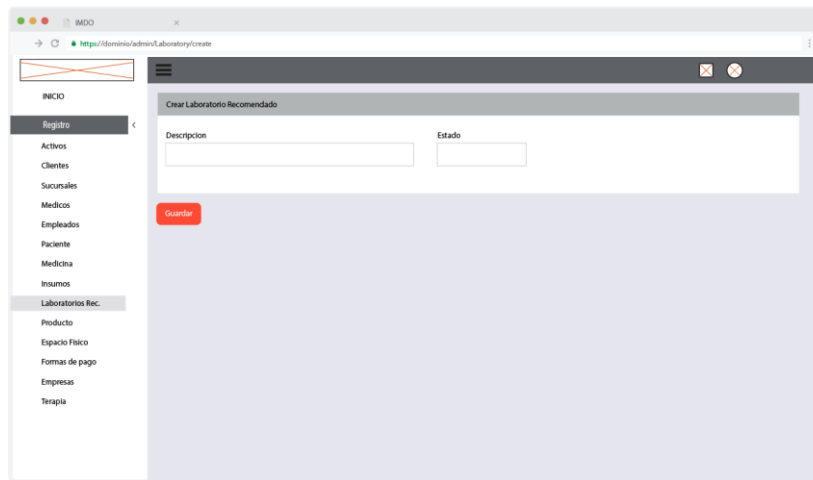 IMDO
https://dominio/admin/Laboratory/create
INICIO
Registro
Activos
Clientes
Sucursales
Medicos
Empleados
Paciente
Medicina
Insumos
Laboratorios Rec.
Producto
Espacio Fisico
Formas de pago
Empresas
Terapia
Crear Laboratorio Recomendado
Descripcion
Estado
Guardar